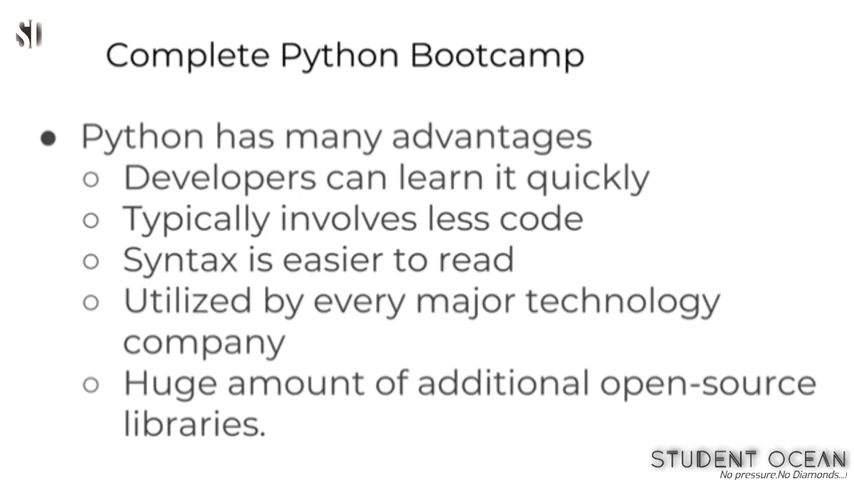 SO
Complete Python Bootcamp
● Python has many advantages
○ Developers can learn it quickly
○ Typically involves less code
○ Syntax is easier to read
○ Utilized by every major technology
company
○ Huge amount of additional open-source
libraries.
STUDENT OCEAN
No pressure,No Diamonds...!